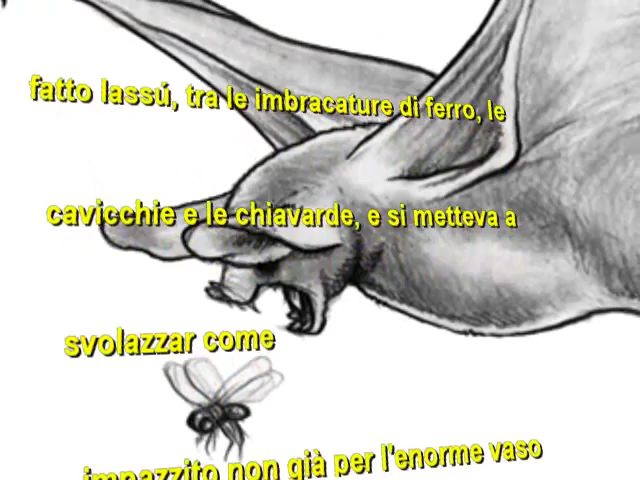 fatto lassú, tra le imbracature di ferro, le
cavicchie e le chiavarde, e si metteva a
svolazzar come
impazzito non già per l'enorme vaso